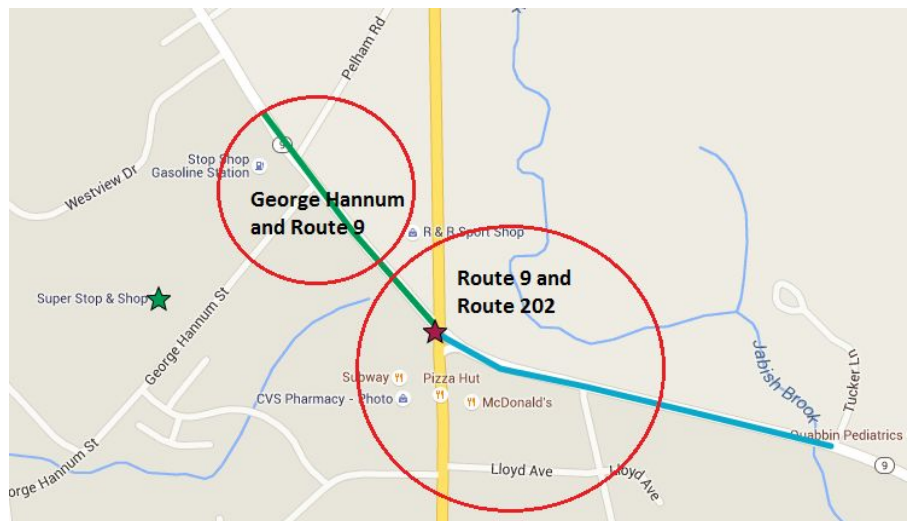 Pelham Rd
9
Stop Shop
Gasoline Station
Westview Dr
George Hannum
and Route 9
R & R Sport Shop
Route 9 and
Route 202
Super Stop & Shop
George Hannum St
Subway
Pizza Hut
CVS Pharmacy - Photo
McDonald's
Jabish Brook
Tucker Ln
Quabbin Pediatrics
orge Hannum St
Lloyd Ave
Lloyd Ave
9